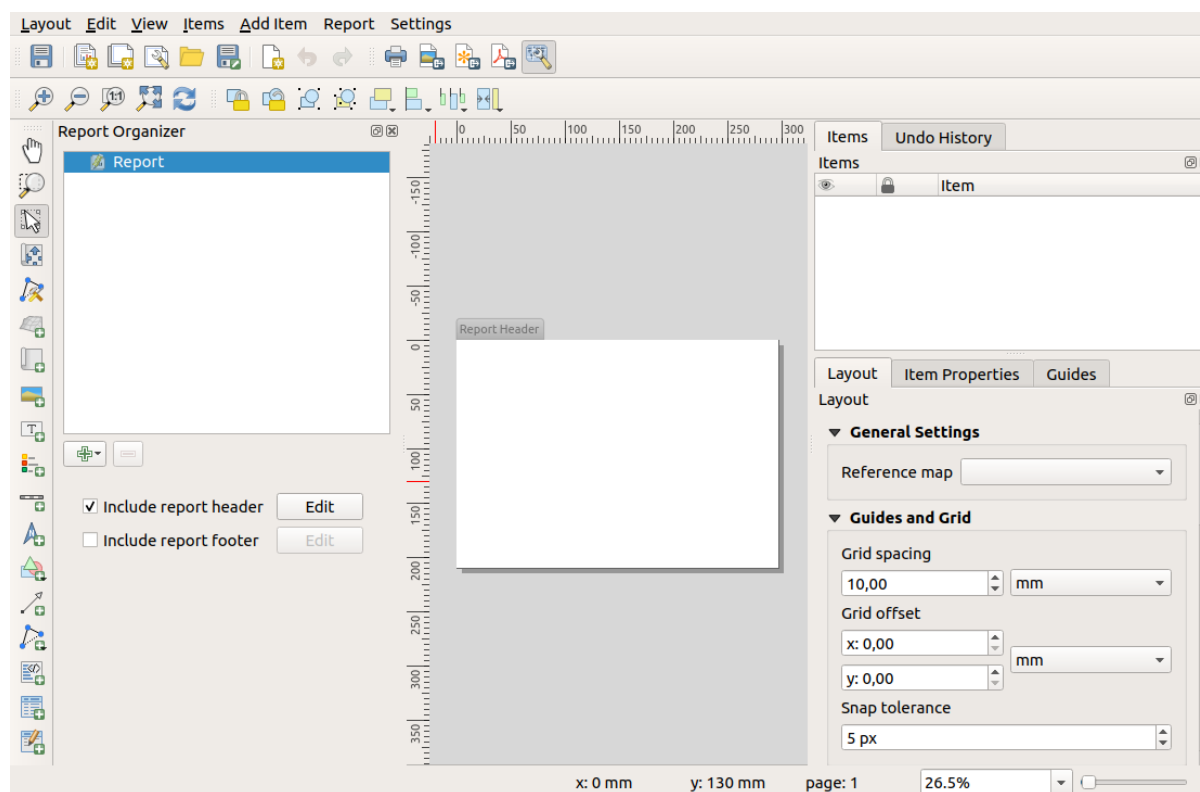 Layout Edit View Items Add Item Report Settings
1:1
Report Organizer
Report
Include report header Edit
Include report footer Edit
0 50 100 150 200 250 300
-150
-100
-50
0
50
100
150
200
250
300
350
Report Header
Items Undo History
Items
Item
Layout Item Properties Guides
Layout
General Settings
Reference map
Guides and Grid
Grid spacing
10,00 mm
Grid offset
x: 0,00
mm
y: 0,00
Snap tolerance
5 px
x: 0 mm y: 130 mm page: 1 26.5%